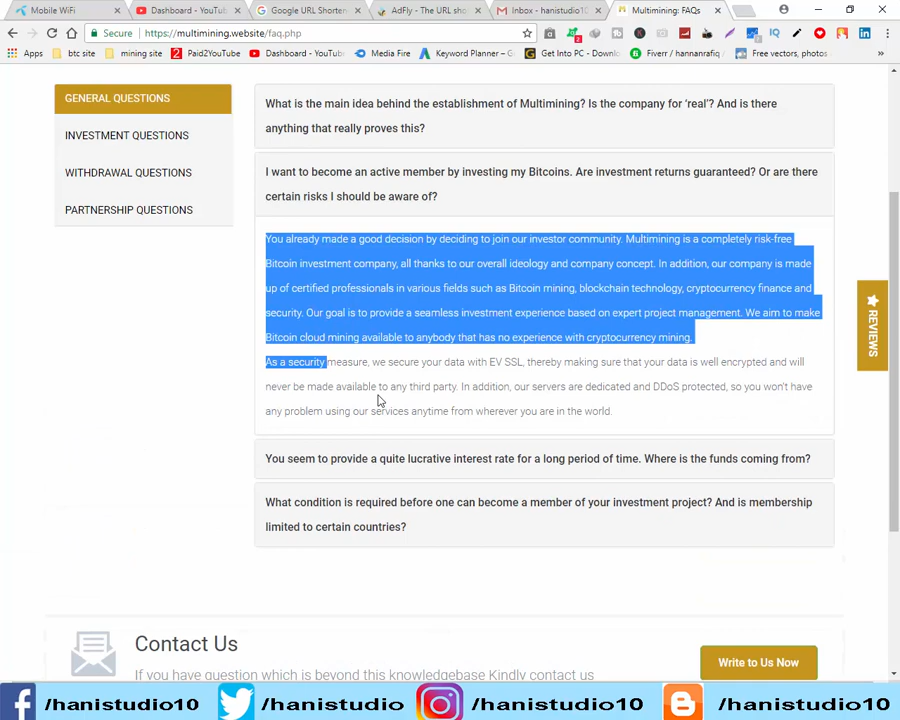 Mobile WiFi
Dashboard - YouTu
Google URL Shorten
AdFly - The URL sho
Inbox - hanistudio10
Multimining: FAQs
Secure | https://multimining.website/faq.php
Apps
btc site
mining site
Paid2YouTube
Dashboard - YouTub
Media Fire
Keyword Planner – G
Get Into PC - Downlo
Fiverr / hannanrafiq /
Free vectors, photos
GENERAL QUESTIONS
INVESTMENT QUESTIONS
WITHDRAWAL QUESTIONS
PARTNERSHIP QUESTIONS
What is the main idea behind the establishment of Multimining? Is the company for 'real'? And is there
anything that really proves this?
I want to become an active member by investing my Bitcoins. Are investment returns guaranteed? Or are there
certain risks I should be aware of?
You already made a good decision by deciding to join our investor community. Multimining is a completely risk-free
Bitcoin investment company, all thanks to our overall ideology and company concept. In addition, our company is made
up of certified professionals in various fields such as Bitcoin mining, blockchain technology, cryptocurrency finance and
security. Our goal is to provide a seamless investment experience based on expert project management. We aim to make
Bitcoin cloud mining available to anybody that has no experience with cryptocurrency mining.
As a security measure, we secure your data with EV SSL, thereby making sure that your data is well encrypted and will
never be made available to any third party. In addition, our servers are dedicated and DDoS protected, so you won't have
any problem using our services anytime from wherever you are in the world.
You seem to provide a quite lucrative interest rate for a long period of time. Where is the funds coming from?
What condition is required before one can become a member of your investment project? And is membership
limited to certain countries?
REVIEWS
Contact Us
If you have question which is beyond this knowledgebase Kindly contact us
Write to Us Now
/hanistudio10
/hanistudio
/hanistudio10
/hanistudio10